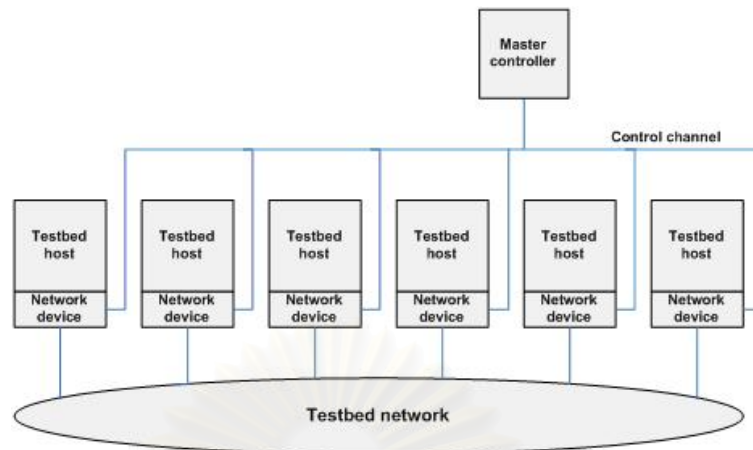 Master
controller
Control channel
Testbed
host
Testbed
host
Testbed
host
Testbed
host
Testbed
host
Testbed
host
Network
device
Network
device
Network
device
Network
device
Network
device
Network
device
Testbed network